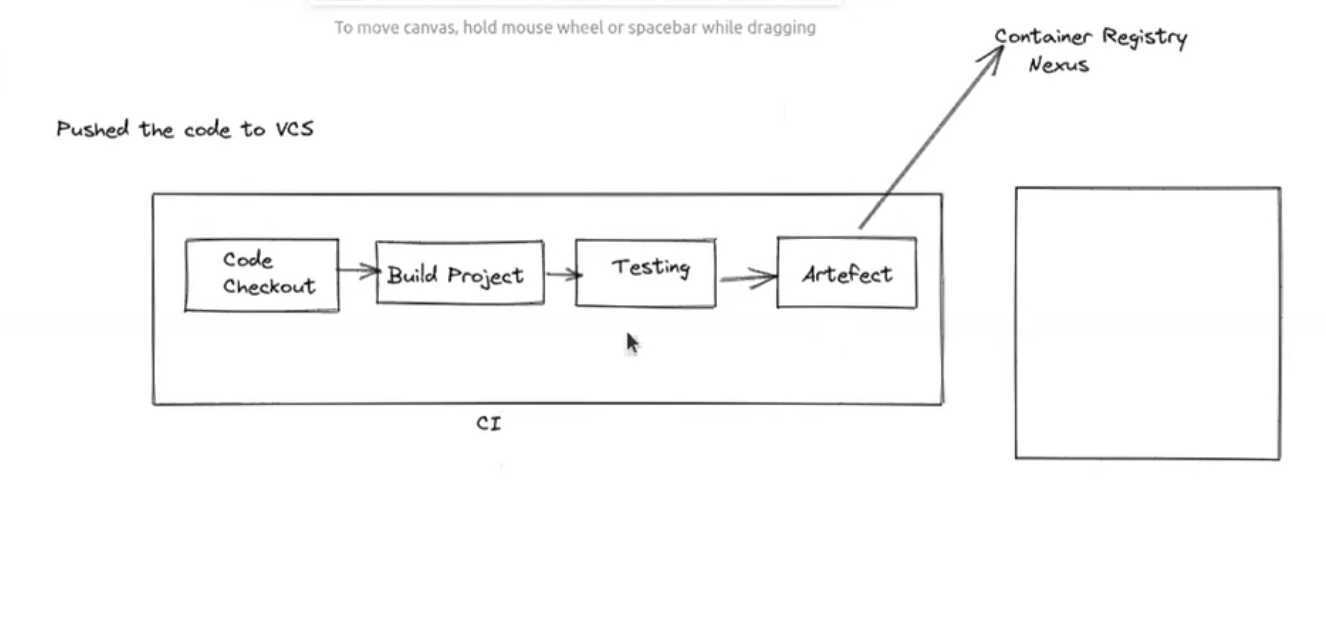 To move canvas, hold mouse wheel or spacebar while dragging
Container Registry
Nexus
Pushed the code to VCS
Code
Checkout
Build Project
Testing
Artefect
CI